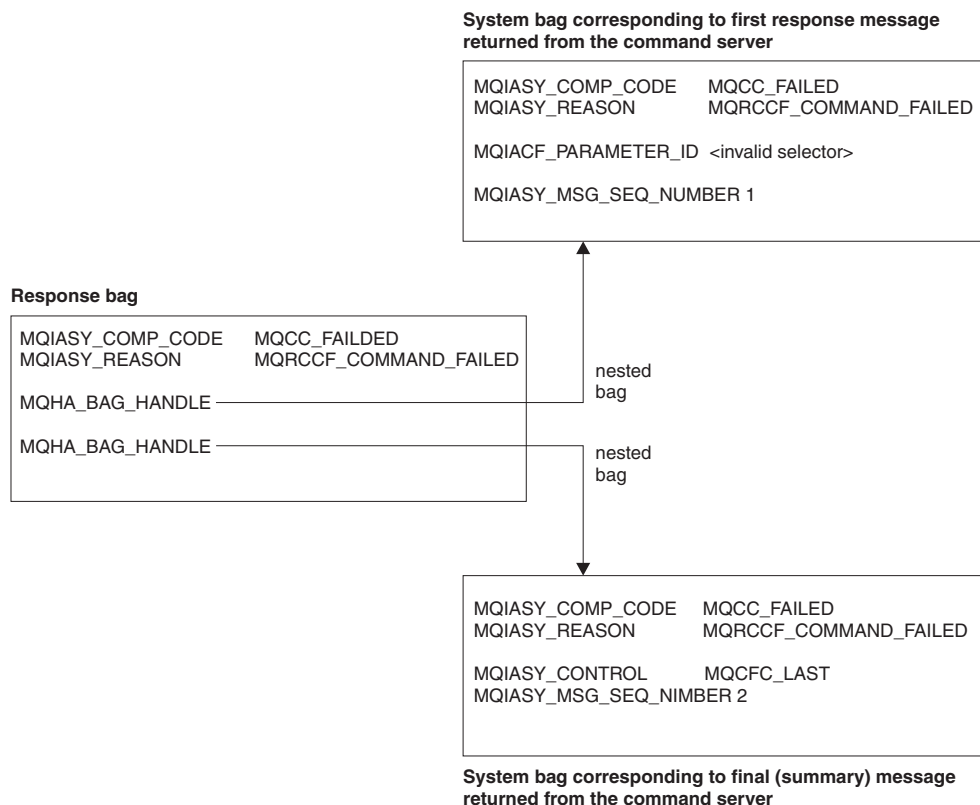 System bag corresponding to first response message
returned from the command server
MQIASY_COMP_CODE MQCC_FAILED
MQIASY_REASON MQRCCF_COMMAND_FAILED
MQIACF_PARAMETER_ID <invalid selector>
MQIASY_MSG_SEQ_NUMBER 1
Response bag
MQIASY_COMP_CODE MQCC_FAILDED
MQIASY_REASON MQRCCF_COMMAND_FAILED
MQHA_BAG_HANDLE
nested
bag
MQHA_BAG_HANDLE
nested
bag
MQIASY_COMP_CODE MQCC_FAILED
MQIASY_REASON MQRCCF_COMMAND_FAILED
MQIASY_CONTROL MQCFC_LAST
MQIASY_MSG_SEQ_NIMBER 2
System bag corresponding to final (summary) message
returned from the command server